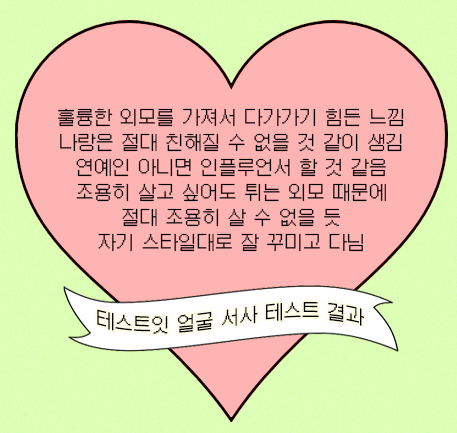 훌륭한 외모를 가져서 다가가기 힘든 느낌
나랑은 절대 친해질 수 없을 것 같이 생김
연예인 아니면 인플루언서 할 것 같음
조용히 살고 싶어도 튀는 외모 때문에
절대 조용히 살 수 없을 듯
자기 스타일대로 잘 꾸미고 다님
테스트잇 얼굴 서사 테스트 결과